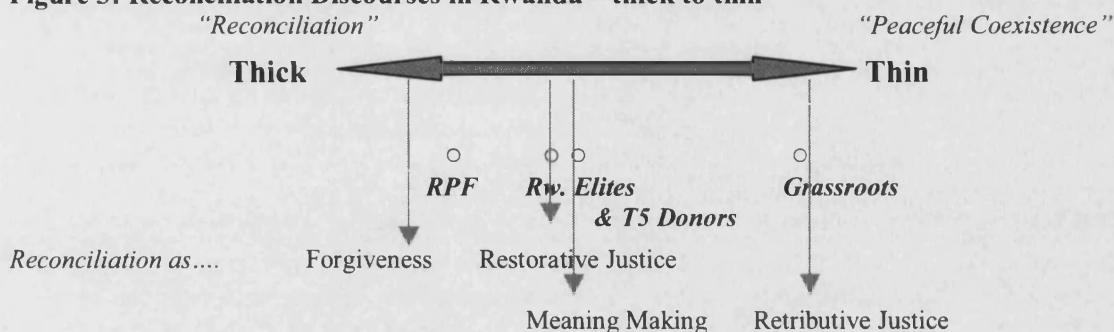 Figure Reconciliation Discourses in Rwanda – thick to thin
“Reconciliation” “Peaceful Coexistence”
Thick Thin
RPF Rw. Elites Grassroots
& T5 Donors
Reconciliation as.... Forgiveness Restorative Justice
Meaning Making Retributive Justice